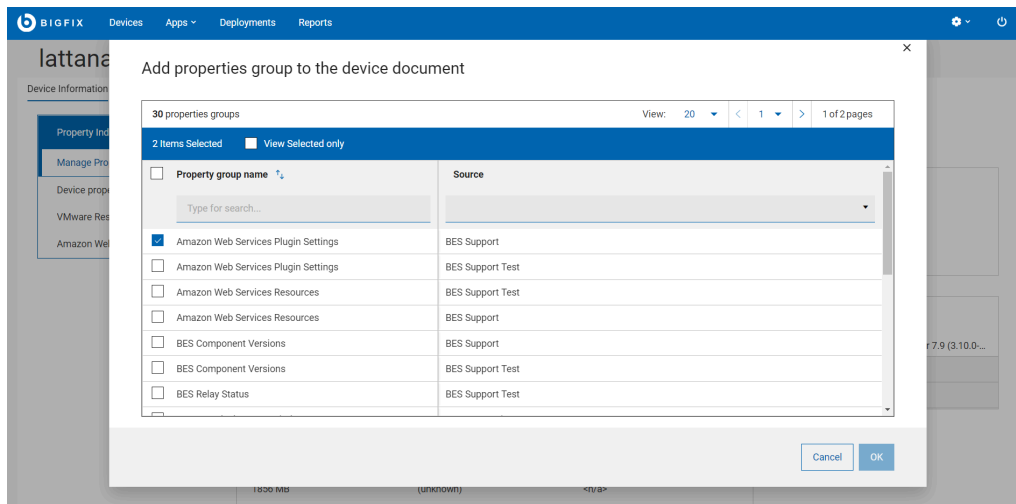 BIGFIX Devices Apps Deployments Reports
lattana
Add properties group to the device document
Device Information
30 properties groups View: 20 1 1 of 2 pages
Property Ind
2 Items Selected View Selected only
Manage Pro
Property group name Source
Device prope
Type for search...
VMware Res
Amazon Wel
Amazon Web Services Plugin Settings BES Support
Amazon Web Services Plugin Settings BES Support Test
Amazon Web Services Resources BES Support Test
Amazon Web Services Resources BES Support
BES Component Versions BES Support
r 7.9 (3.10.0-...
BES Component Versions BES Support Test
BES Relay Status BES Support Test
Cancel OK
1856 MB (unknown) <n/a>